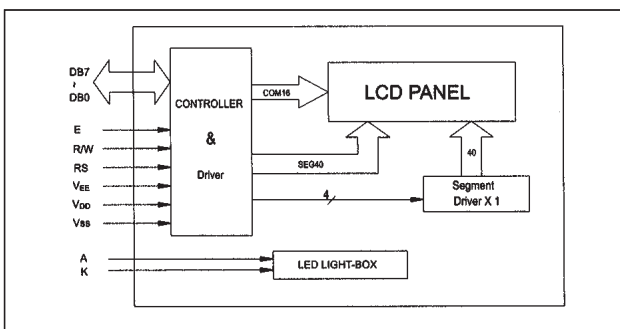 DB7
~
DB0
E
R/W
RS
VEE
VDD
VSS
A
K
CONTROLLER
&
Driver
COM16
SEG40
4
LCD PANEL
40
Segment
Driver X 1
LED LIGHT-BOX